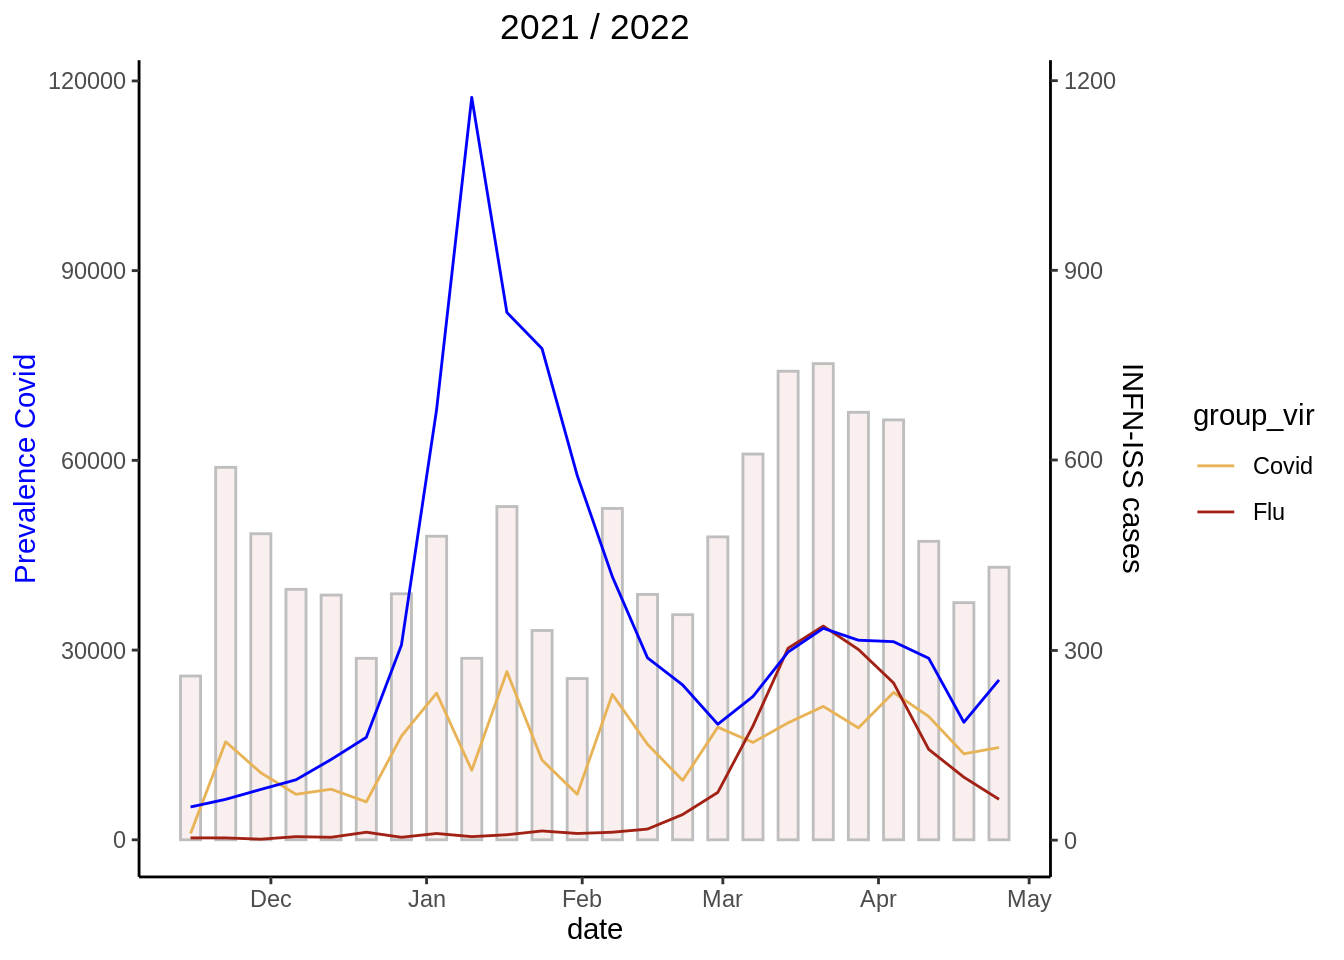 2021 / 2022
120000
90000
60000
30000
0
Prevalence Covid
1200
900
600
300
0
INFN-ISS cases
Dec
Jan
Feb
Mar
Apr
May
date
group_vir
Covid
Flu